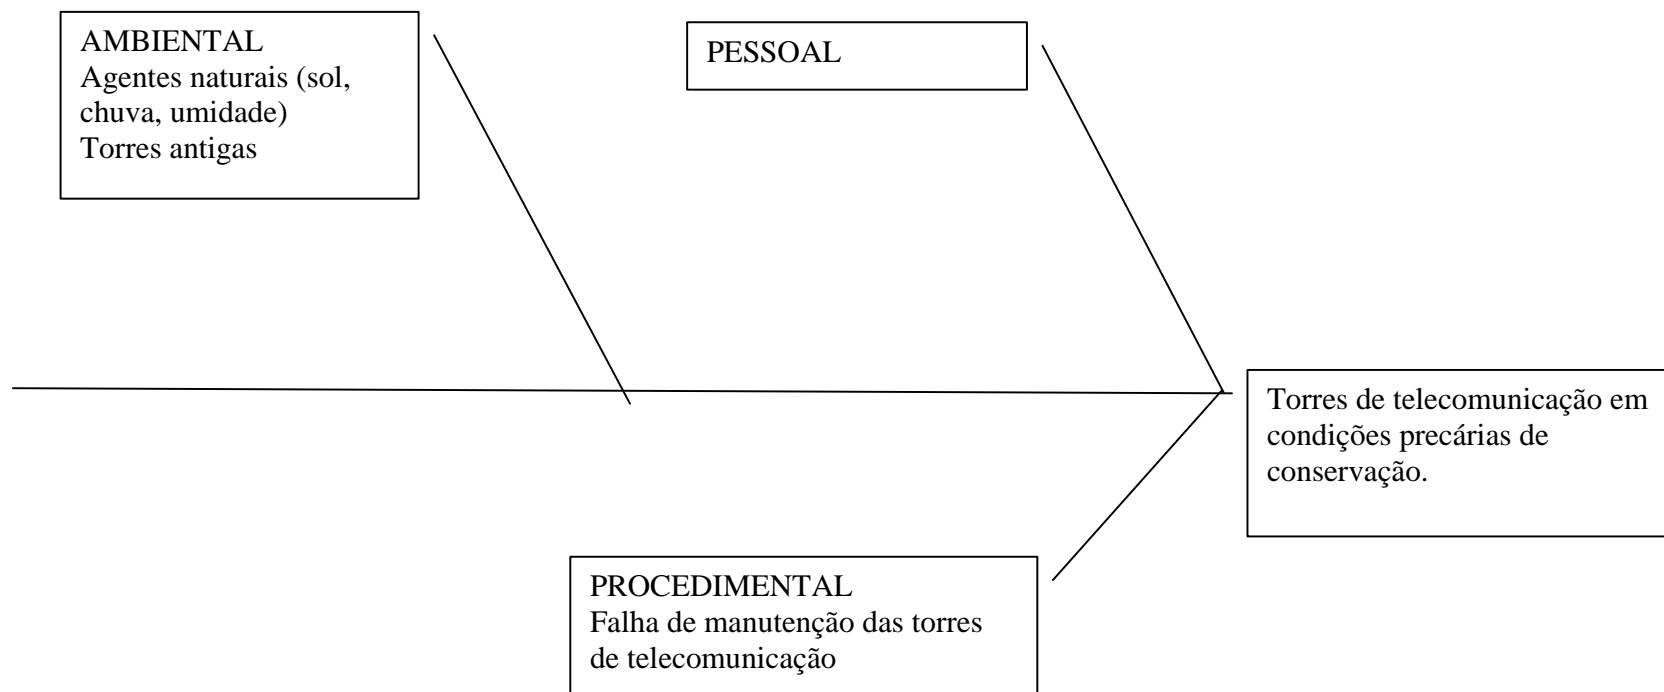 AMBIENTAL
Agentes naturais (sol,
chuva, umidade)
Torres antigas
PESSOAL
Torres de telecomunicação em
condições precárias de
conservação.
PROCEDIMENTAL
Falha de manutenção das torres
de telecomunicação